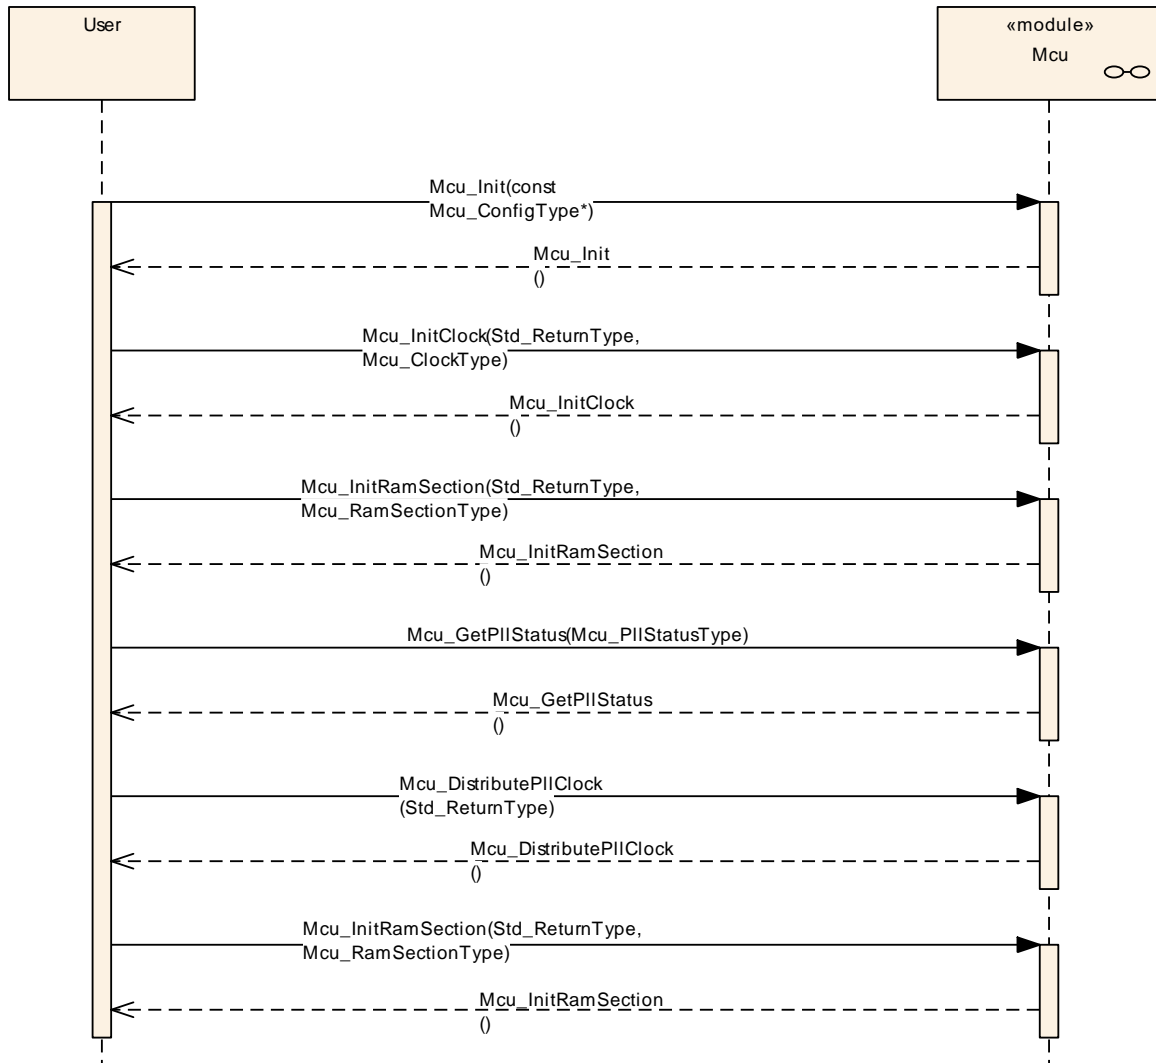 User
«module»
Mcu
Mcu_Init(const
Mcu_ConfigType*)
Mcu_Init
()
Mcu_InitClock(Std_ReturnType,
Mcu_ClockType)
Mcu_InitClock
()
Mcu_InitRamSection(Std_ReturnType,
Mcu_RamSectionType)
Mcu_InitRamSection
()
Mcu_GetPllStatus(Mcu_PllStatusType)
Mcu_GetPllStatus
()
Mcu_DistributePllClock
(Std_ReturnType)
Mcu_DistributePllClock
()
Mcu_InitRamSection(Std_ReturnType,
Mcu_RamSectionType)
Mcu_InitRamSection
()